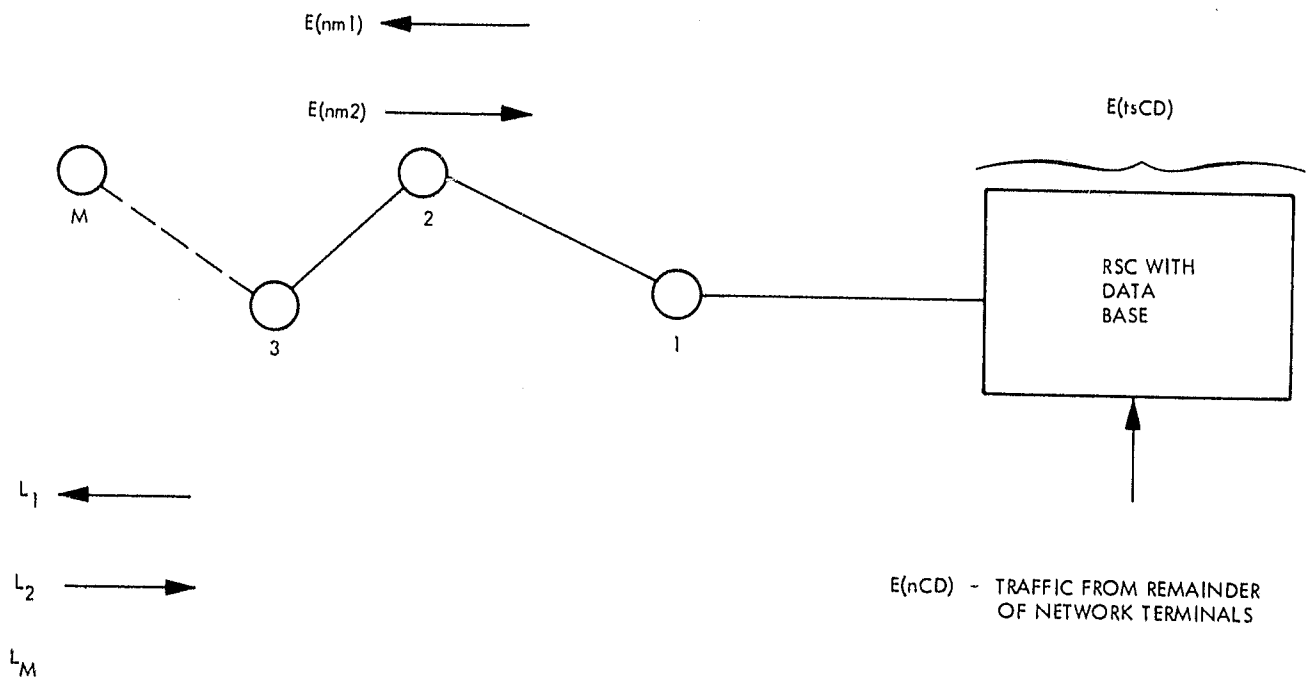 E(nm1)
E(nm2)
E(tsCD)
M
2
RSC WITH
DATA
BASE
3
1
L1
L2
E(nCD) - TRAFFIC FROM REMAINDER
OF NETWORK TERMINALS
LM